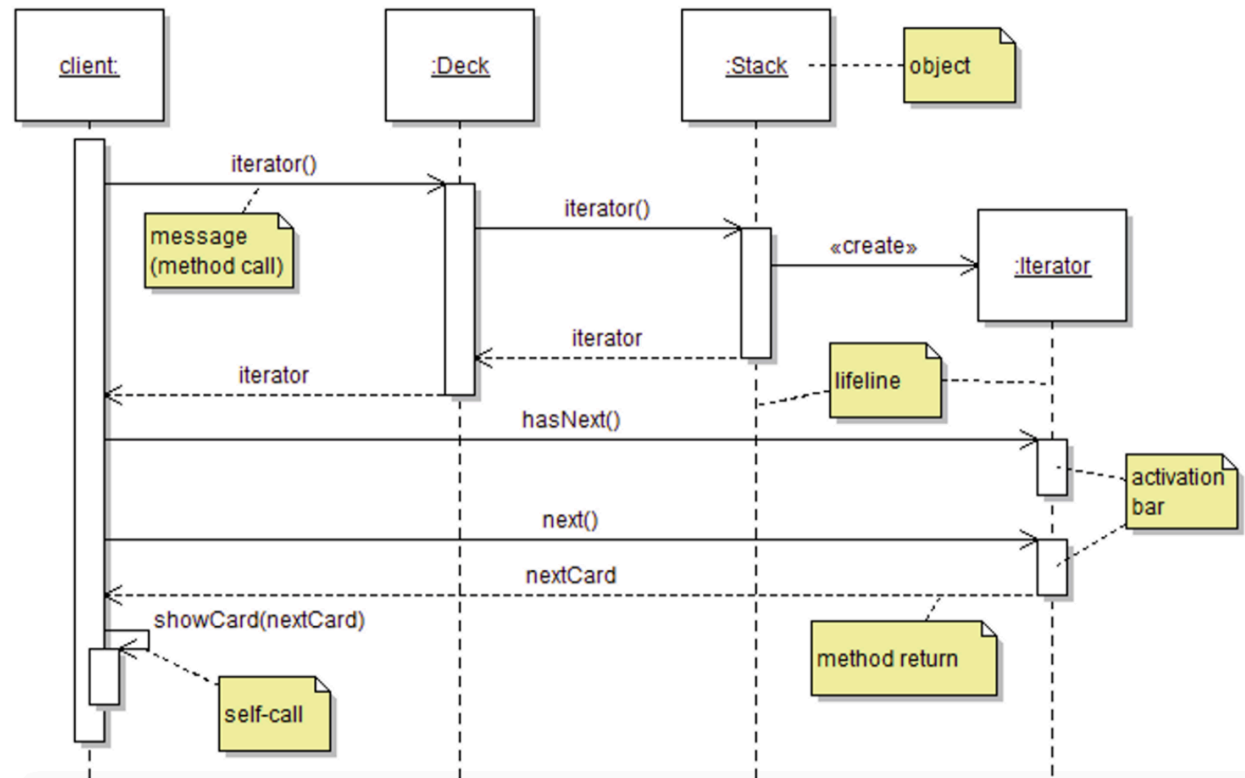 client:
:Deck
:Stack
object
iterator()
message
(method call)
iterator()
«create»
:Iterator
iterator
iterator
lifeline
hasNext()
activation
bar
next()
nextCard
showCard(nextCard)
method return
self-call